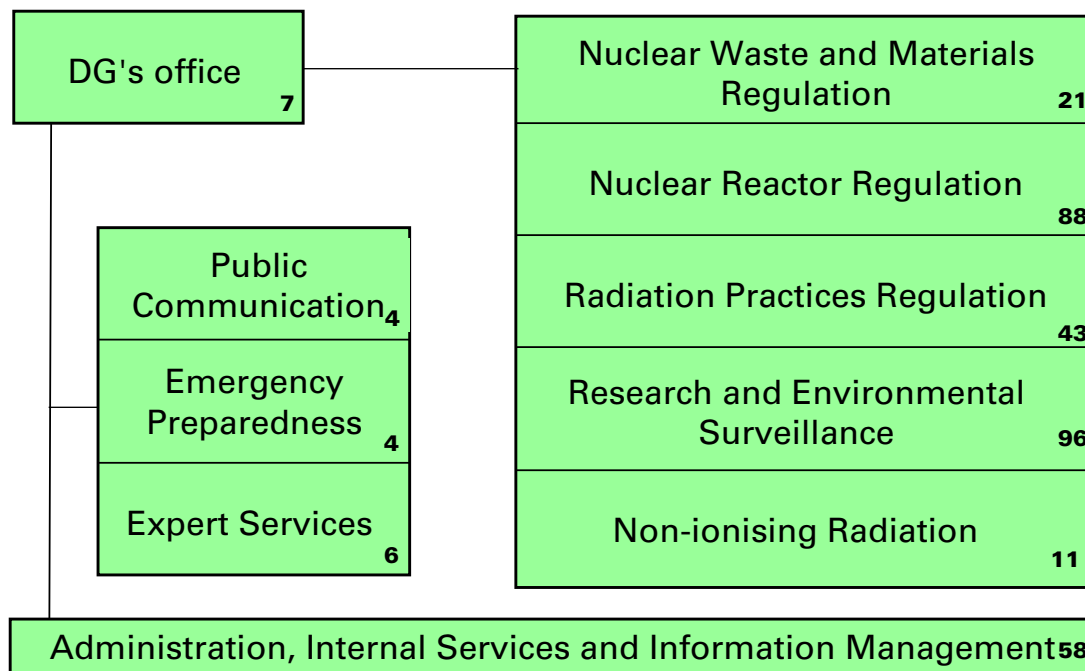 DG's office
7
Nuclear Waste and Materials
Regulation
21
Nuclear Reactor Regulation
88
Radiation Practices Regulation
43
Research and Environmental
Surveillance
96
Non-ionising Radiation
11
Public
Communication
4
Emergency
Preparedness
4
Expert Services
6
Administration, Internal Services and Information Management 58